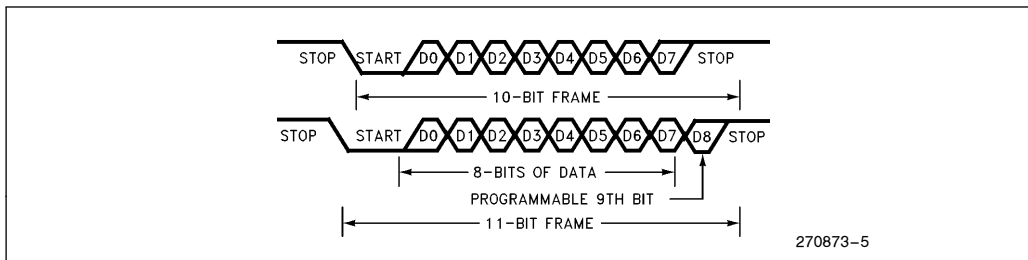 STOP START D0 D1 D2 D3 D4 D5 D6 D7 STOP
10-BIT FRAME
STOP START D0 D1 D2 D3 D4 D5 D6 D7 D8 STOP
8-BITS OF DATA
PROGRAMMABLE 9TH BIT
11-BIT FRAME
270873-5